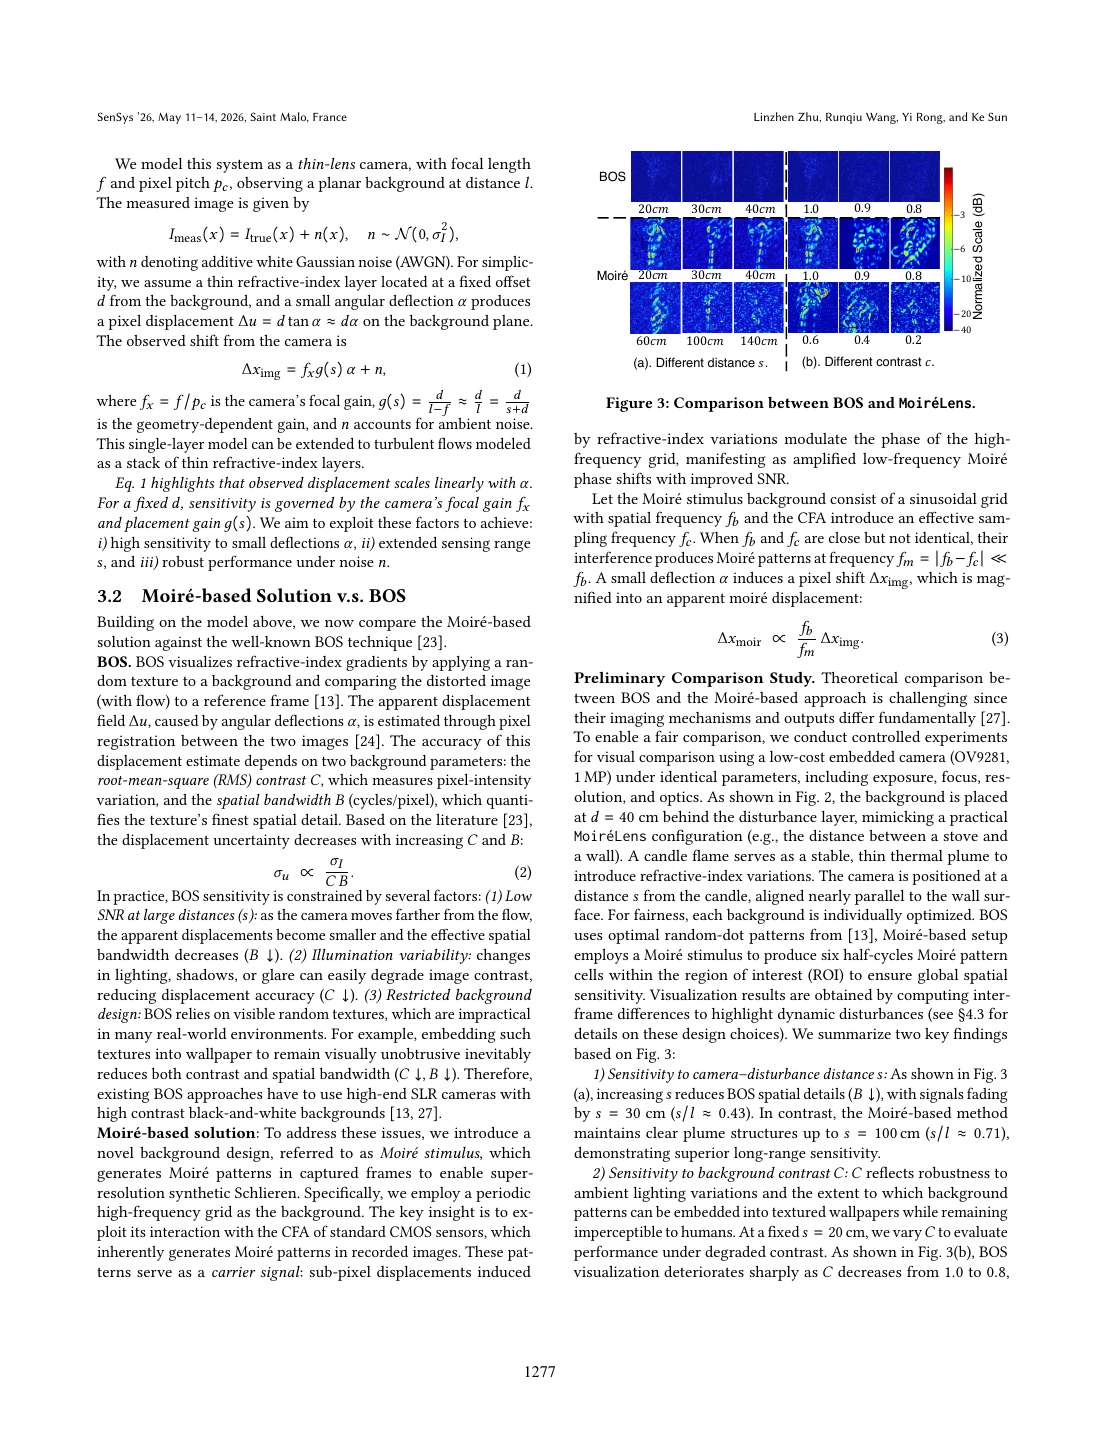 SenSys '26, May 11–14, 2026, Saint Malo, France
Linzhen Zhu, Runqiu Wang, Yi Rong, and Ke Sun
We model this system as a thin-lens camera, with focal length
f and pixel pitch p_c, observing a planar background at distance l.
The measured image is given by
I_meas(x) = I_true(x) + n(x), n ~ N(0, σ_I^2),
with n denoting additive white Gaussian noise (AWGN). For simplic-
ity, we assume a thin refractive-index layer located at a fixed offset
d from the background, and a small angular deflection α produces
a pixel displacement Δu = d tan α ≈ dα on the background plane.
The observed shift from the camera is
Δx_img = f_x g(s) α + n, (1)
where f_x = f/p_c is the camera's focal gain, g(s) = d/(l−f) ≈ d/l = d/(s+d)
is the geometry-dependent gain, and n accounts for ambient noise.
This single-layer model can be extended to turbulent flows modeled
as a stack of thin refractive-index layers.
Eq. 1 highlights that observed displacement scales linearly with α.
For a fixed d, sensitivity is governed by the camera's focal gain f_x
and placement gain g(s). We aim to exploit these factors to achieve:
i) high sensitivity to small deflections α, ii) extended sensing range
s, and iii) robust performance under noise n.
3.2 Moiré-based Solution v.s. BOS
Building on the model above, we now compare the Moiré-based
solution against the well-known BOS technique [23].
BOS. BOS visualizes refractive-index gradients by applying a ran-
dom texture to a background and comparing the distorted image
(with flow) to a reference frame [13]. The apparent displacement
field Δu, caused by angular deflections α, is estimated through pixel
registration between the two images [24]. The accuracy of this
displacement estimate depends on two background parameters: the
root-mean-square (RMS) contrast C, which measures pixel-intensity
variation, and the spatial bandwidth B (cycles/pixel), which quanti-
fies the texture's finest spatial detail. Based on the literature [23],
the displacement uncertainty decreases with increasing C and B:
σ_u ∝ σ_I/(C B). (2)
In practice, BOS sensitivity is constrained by several factors: (1) Low
SNR at large distances (s): as the camera moves farther from the flow,
the apparent displacements become smaller and the effective spatial
bandwidth decreases (B ↓). (2) Illumination variability: changes
in lighting, shadows, or glare can easily degrade image contrast,
reducing displacement accuracy (C ↓). (3) Restricted background
design: BOS relies on visible random textures, which are impractical
in many real-world environments. For example, embedding such
textures into wallpaper to remain visually unobtrusive inevitably
reduces both contrast and spatial bandwidth (C ↓, B ↓). Therefore,
existing BOS approaches have to use high-end SLR cameras with
high contrast black-and-white backgrounds [13, 27].
Moiré-based solution: To address these issues, we introduce a
novel background design, referred to as Moiré stimulus, which
generates Moiré patterns in captured frames to enable super-
resolution synthetic Schlieren. Specifically, we employ a periodic
high-frequency grid as the background. The key insight is to ex-
ploit its interaction with the CFA of standard CMOS sensors, which
inherently generates Moiré patterns in recorded images. These pat-
terns serve as a carrier signal: sub-pixel displacements induced
BOS
20cm 30cm 40cm 1.0 0.9 0.8
Moiré 20cm 30cm 40cm 1.0 0.9 0.8
60cm 100cm 140cm 0.6 0.4 0.2
−3
−6
−10
−20
−40
Normalized Scale (dB)
(a). Different distance s. (b). Different contrast c.
Figure 3: Comparison between BOS and MoiréLens.
by refractive-index variations modulate the phase of the high-
frequency grid, manifesting as amplified low-frequency Moiré
phase shifts with improved SNR.
Let the Moiré stimulus background consist of a sinusoidal grid
with spatial frequency f_b and the CFA introduce an effective sam-
pling frequency f_c. When f_b and f_c are close but not identical, their
interference produces Moiré patterns at frequency f_m = |f_b − f_c| ≪
f_b. A small deflection α induces a pixel shift Δx_img, which is mag-
nified into an apparent moiré displacement:
Δx_moir ∝ f_b/f_m Δx_img. (3)
Preliminary Comparison Study. Theoretical comparison be-
tween BOS and the Moiré-based approach is challenging since
their imaging mechanisms and outputs differ fundamentally [27].
To enable a fair comparison, we conduct controlled experiments
for visual comparison using a low-cost embedded camera (OV9281,
1 MP) under identical parameters, including exposure, focus, res-
olution, and optics. As shown in Fig. 2, the background is placed
at d = 40 cm behind the disturbance layer, mimicking a practical
MoiréLens configuration (e.g., the distance between a stove and
a wall). A candle flame serves as a stable, thin thermal plume to
introduce refractive-index variations. The camera is positioned at a
distance s from the candle, aligned nearly parallel to the wall sur-
face. For fairness, each background is individually optimized. BOS
uses optimal random-dot patterns from [13], Moiré-based setup
employs a Moiré stimulus to produce six half-cycles Moiré pattern
cells within the region of interest (ROI) to ensure global spatial
sensitivity. Visualization results are obtained by computing inter-
frame differences to highlight dynamic disturbances (see §4.3 for
details on these design choices). We summarize two key findings
based on Fig. 3:
1) Sensitivity to camera–disturbance distance s: As shown in Fig. 3
(a), increasing s reduces BOS spatial details (B ↓), with signals fading
by s = 30 cm (s/l ≈ 0.43). In contrast, the Moiré-based method
maintains clear plume structures up to s = 100 cm (s/l ≈ 0.71),
demonstrating superior long-range sensitivity.
2) Sensitivity to background contrast C: C reflects robustness to
ambient lighting variations and the extent to which background
patterns can be embedded into textured wallpapers while remaining
imperceptible to humans. At a fixed s = 20 cm, we vary C to evaluate
performance under degraded contrast. As shown in Fig. 3(b), BOS
visualization deteriorates sharply as C decreases from 1.0 to 0.8,
1277